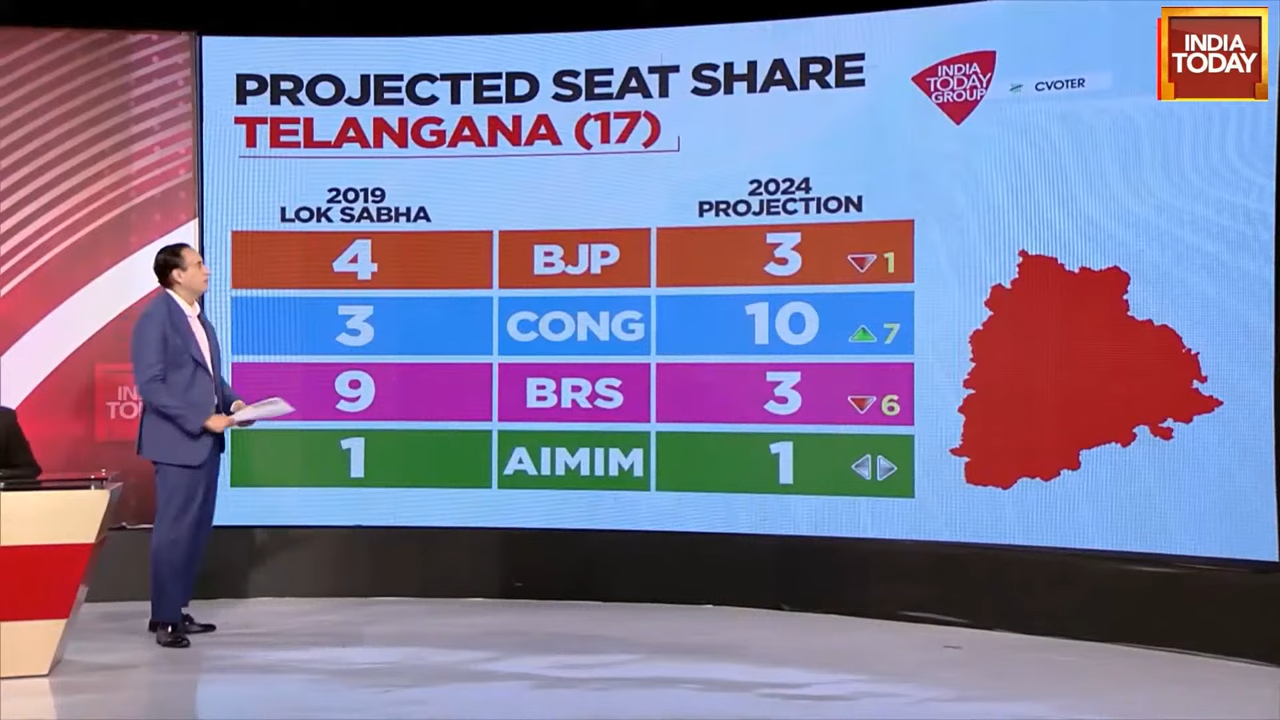 PROJECTED SEAT SHARE
TELANGANA (17)
INDIA
TODAY
GROUP
CVOTER
INDIA
TODAY
2019
LOK SABHA
2024
PROJECTION
4 BJP 3 1
3 CONG 10 7
9 BRS 3 6
1 AIMIM 1